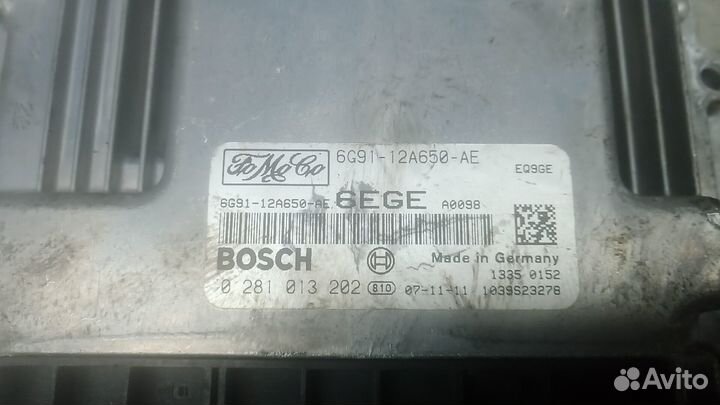 FoMoCo 6G91-12A650-AE
EQ9GE
6G91-12A650-AE 6EGE A0098
BOSCH Made in Germany
1335 0152
0 281 013 202 810 07-11-11 1039S23278
Avito